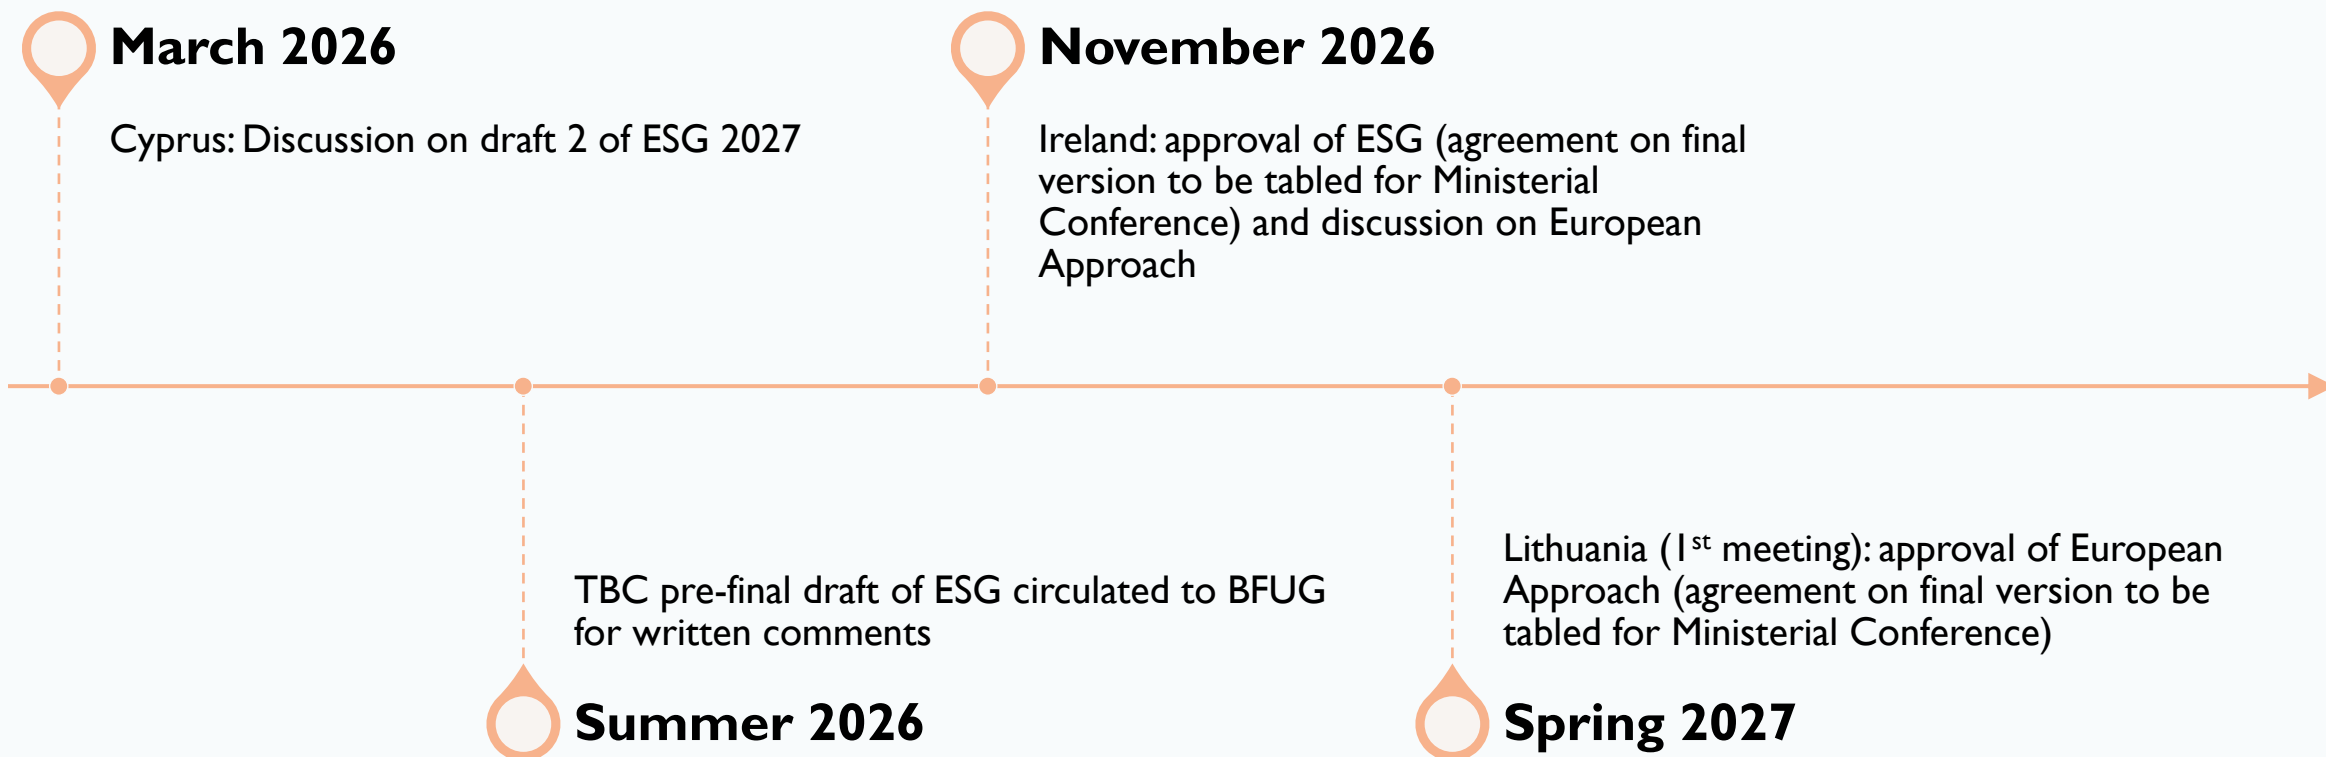 March 2026
Cyprus: Discussion on draft 2 of ESG 2027
November 2026
Ireland: approval of ESG (agreement on final
version to be tabled for Ministerial
Conference) and discussion on European
Approach
TBC pre-final draft of ESG circulated to BFUG
for written comments
Summer 2026
Lithuania (1st meeting): approval of European
Approach (agreement on final version to be
tabled for Ministerial Conference)
Spring 2027